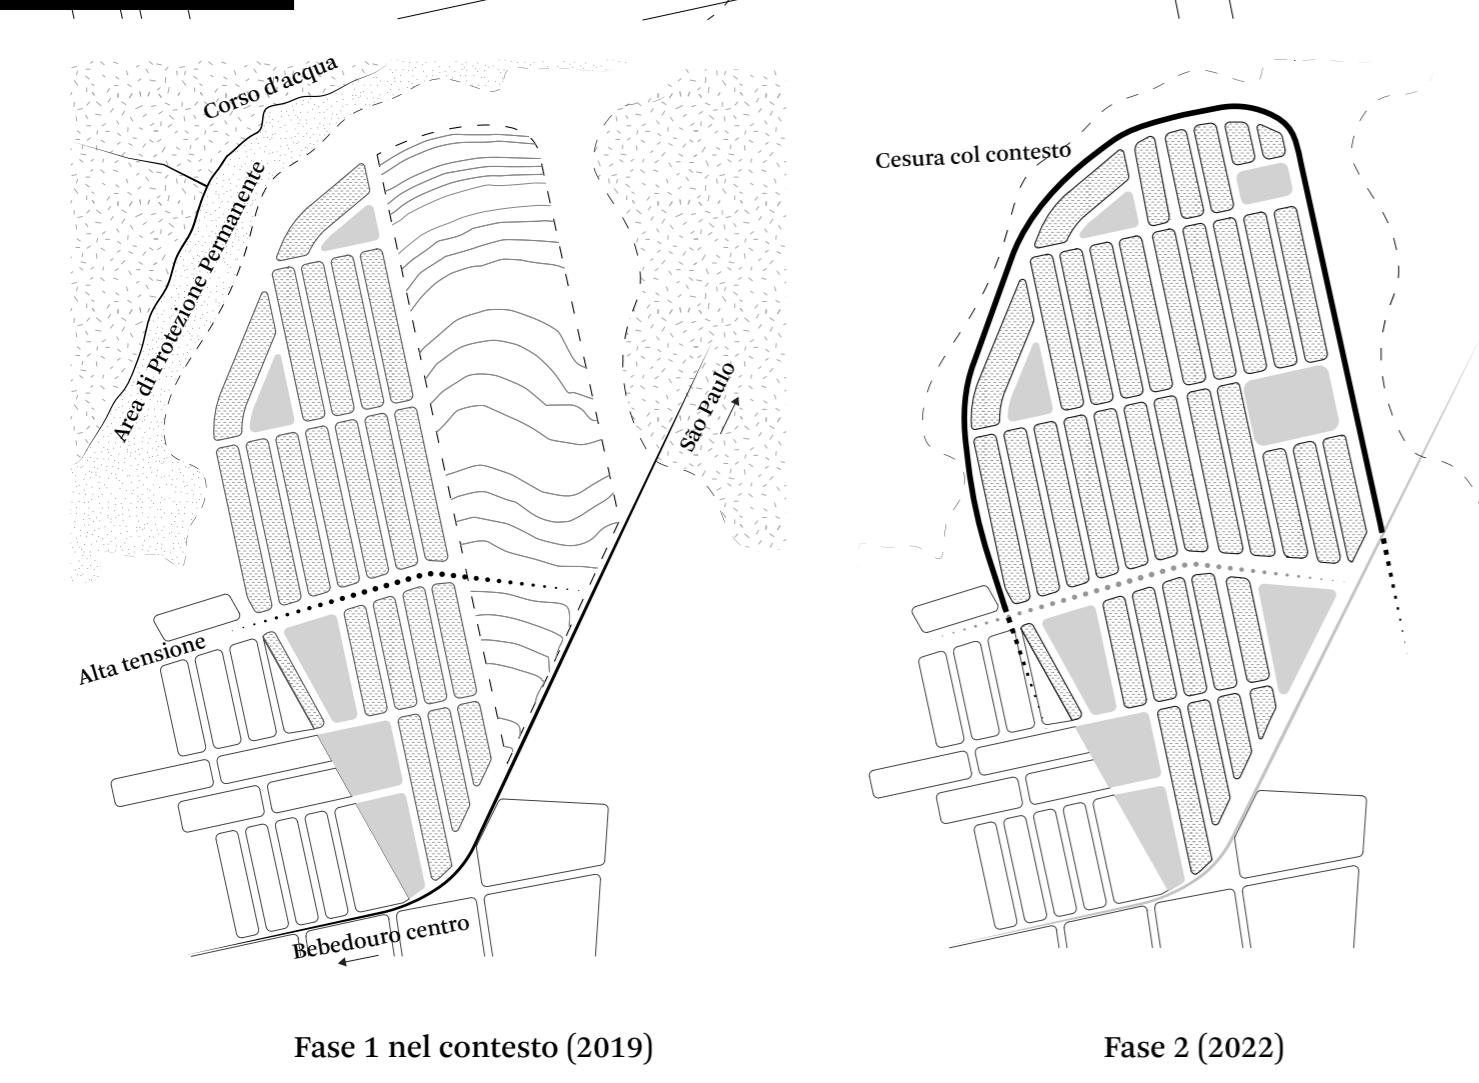 Corso d'acqua
Area di Protezione Permanente
São Paulo
Alta tensione
Bebedouro centro
Fase 1 nel contesto (2019)
Cesura col contesto
Fase 2 (2022)